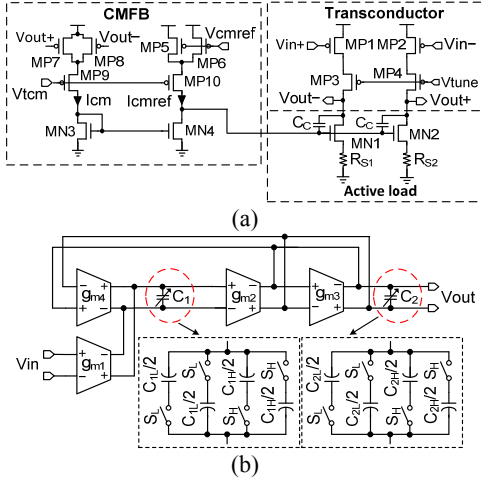 CMFB
Transconductor
Vout+ Vout− MP5 Vcmref
MP7 MP8 MP6
MP9 MP10
Vtcm Icm Icmref
MN3 MN4
Vin+ MP1 MP2 Vin−
MP3 MP4 Vtune
Vout− Vout+
CC CC
MN1 MN2
RS1 RS2
Active load
(a)
gm4 C1 gm2 gm3 C2 Vout
Vin gm1
C1L/2 SL C1H/2 SH C2L/2 SL C2H/2 SH
SL C1L/2 SH C1H/2 SL C2L/2 SH C2H/2
(b)